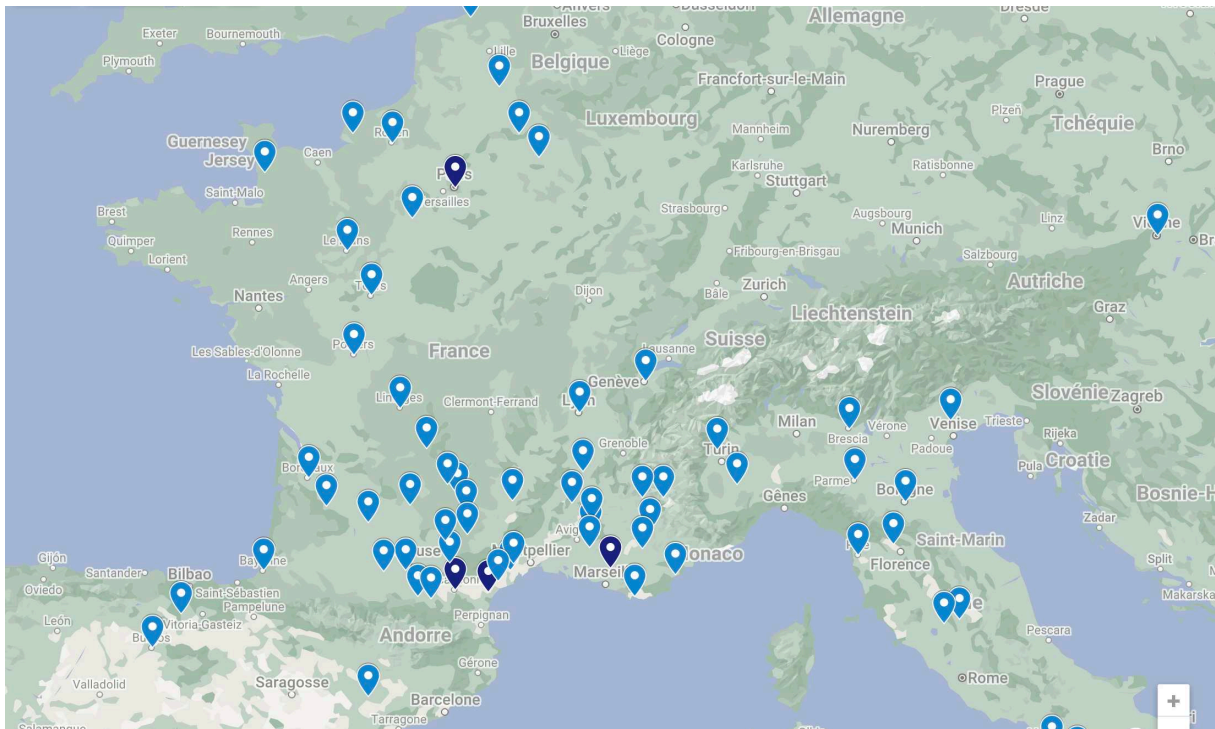 Anvers
Düsseldorf
Dresde
Exeter
Bournemouth
Bruxelles
Allemagne
Plymouth
Lille
Liège
Cologne
Belgique
Francfort-sur-le-Main
Prague
Guernesey
Jersey
Caen
Luxembourg
Mannheim
Nuremberg
Plzeň
Tchéquie
Brno
Karlsruhe
Stuttgart
Ratisbonne
Saint-Malo
Brest
Rennes
Strasbourg
Augsbourg
Munich
Linz
Quimper
Lorient
Fribourg-en-Brisgau
Salzbourg
Angers
Nantes
Dijon
Bâle
Zurich
Autriche
Graz
Liechtenstein
Les Sables-d'Olonne
France
Lausanne
Suisse
La Rochelle
Genève
Clermont-Ferrand
Slovénie
Zagreb
Milan
Venise
Trieste
Grenoble
Brescia
Vérone
Padoue
Rijeka
Turin
Pula
Croatie
Parme
Gênes
Bosnie-H
Zadar
Saint-Marin
Montpellier
Monaco
Florence
Split
Makarska
Gijón
Santander
Bilbao
Oviedo
Saint-Sébastien
Pampelune
Vitoria-Gasteiz
León
Perpignan
Andorre
Pescara
Gérone
Valladolid
Saragosse
Barcelone
Rome
Tarragone
Salamanque
+